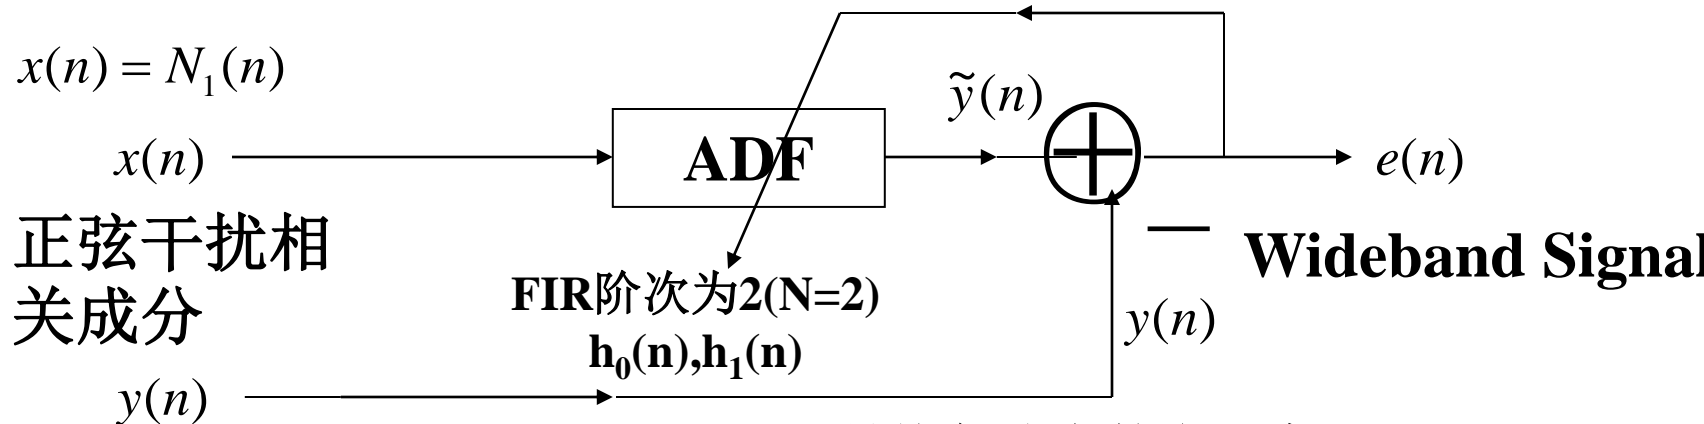 x(n) = N₁(n)
ỹ(n)
x(n)
ADF
e(n)
正弦干扰相
关成分
Wideband Signal
FIR阶次为2(N=2)
h₀(n),h₁(n)
y(n)
y(n)